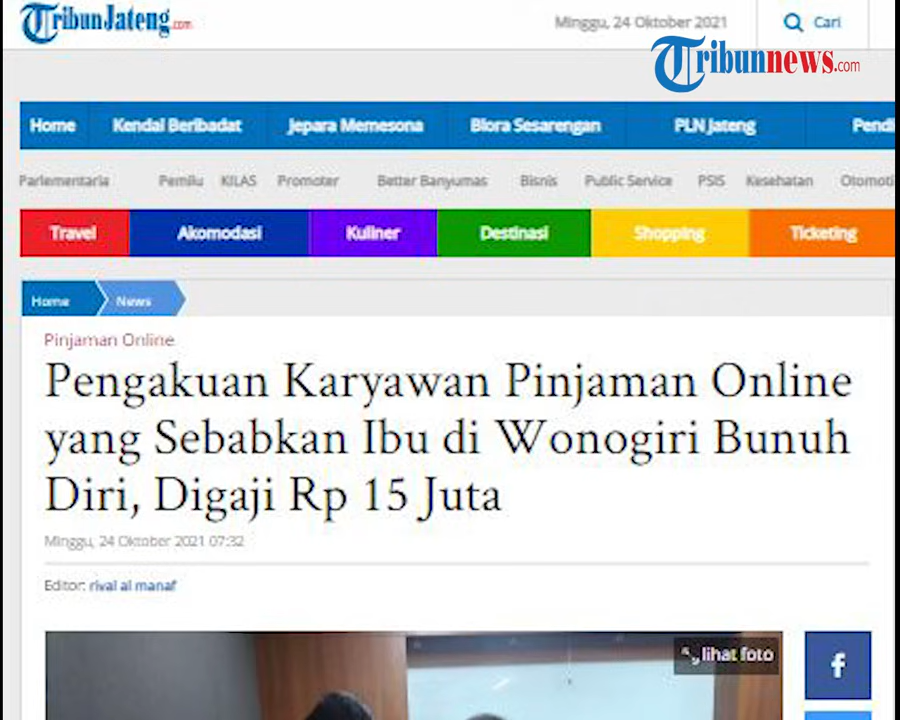 TribunJateng.com
Minggu, 24 Oktober 2021
Cari
Tribunnews.com
Home Kendal Beribadat Jepara Memesona Blora Sesarengan PLN Jateng Pendi
Parlementaria Pemilu KILAS Promoter Better Banyumas Bisnis Public Service PSIS Kesehatan Otomoti
Travel Akomodasi Kuliner Destinasi Shopping Ticketing
Home News
Pinjaman Online
Pengakuan Karyawan Pinjaman Online
yang Sebabkan Ibu di Wonogiri Bunuh
Diri, Digaji Rp 15 Juta
Minggu, 24 Oktober 2021 07:32
Editor: rival al manaf
lihat foto
f